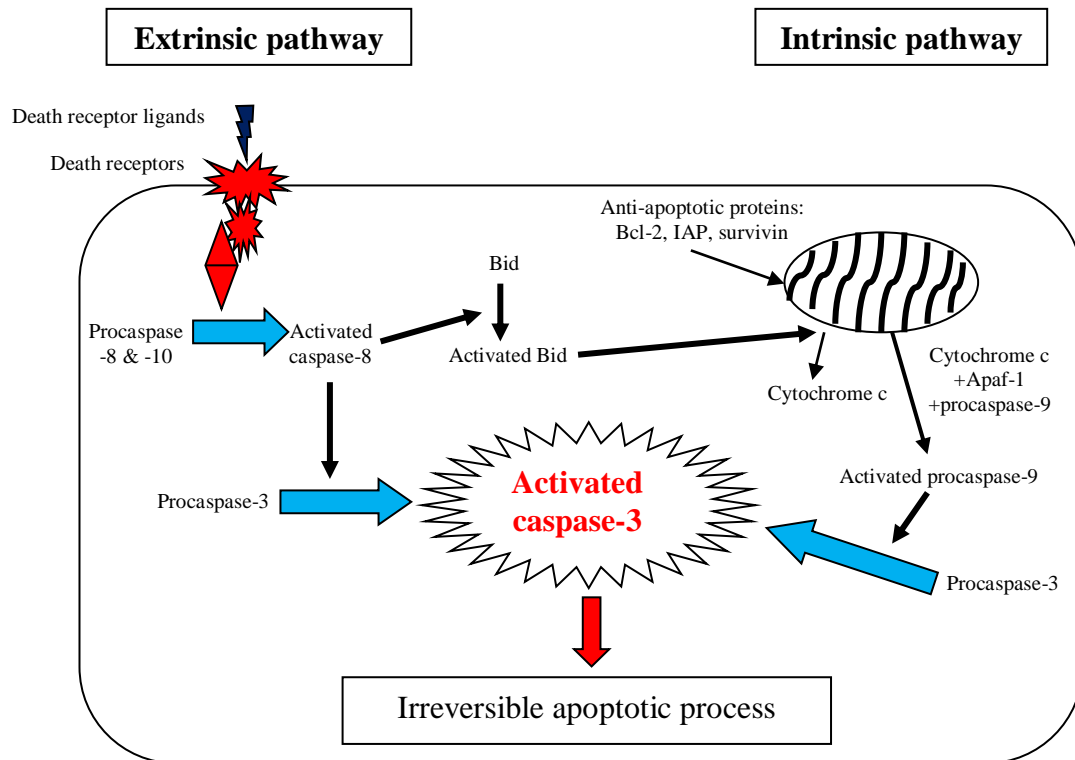 Extrinsic pathway
Intrinsic pathway
Death receptor ligands
Death receptors
Anti-apoptotic proteins:
Bcl-2, IAP, survivin
Bid
Procaspase
-8 & -10
Activated
caspase-8
Activated Bid
Cytochrome c
Cytochrome c
+Apaf-1
+procaspase-9
Activated procaspase-9
Procaspase-3
Activated
caspase-3
Procaspase-3
Irreversible apoptotic process